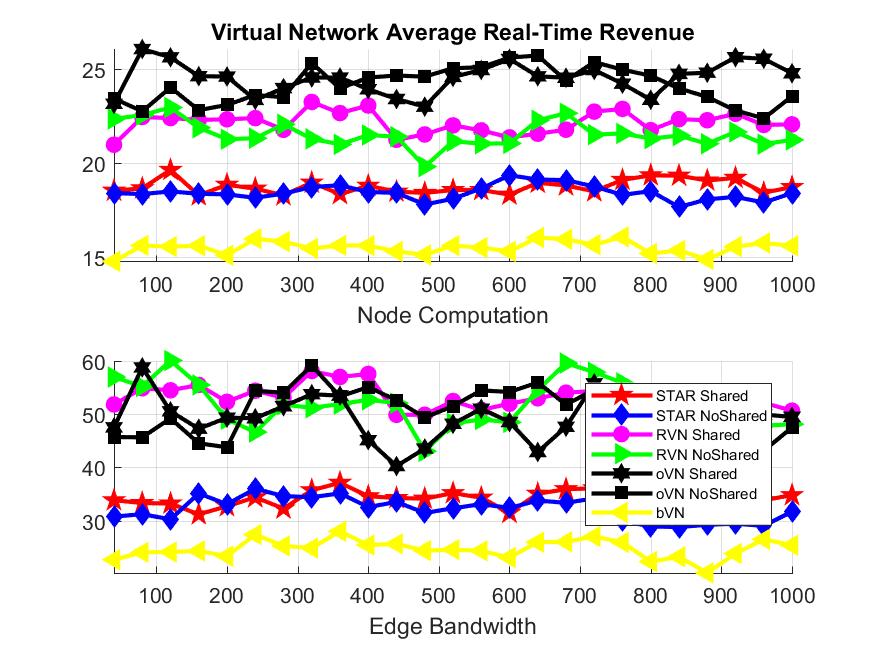 Virtual Network Average Real-Time Revenue
25
20
15
100 200 300 400 500 600 700 800 900 1000
Node Computation
60
50
40
30
STAR Shared
STAR NoShared
RVN Shared
RVN NoShared
oVN Shared
oVN NoShared
bVN
100 200 300 400 500 600 700 800 900 1000
Edge Bandwidth